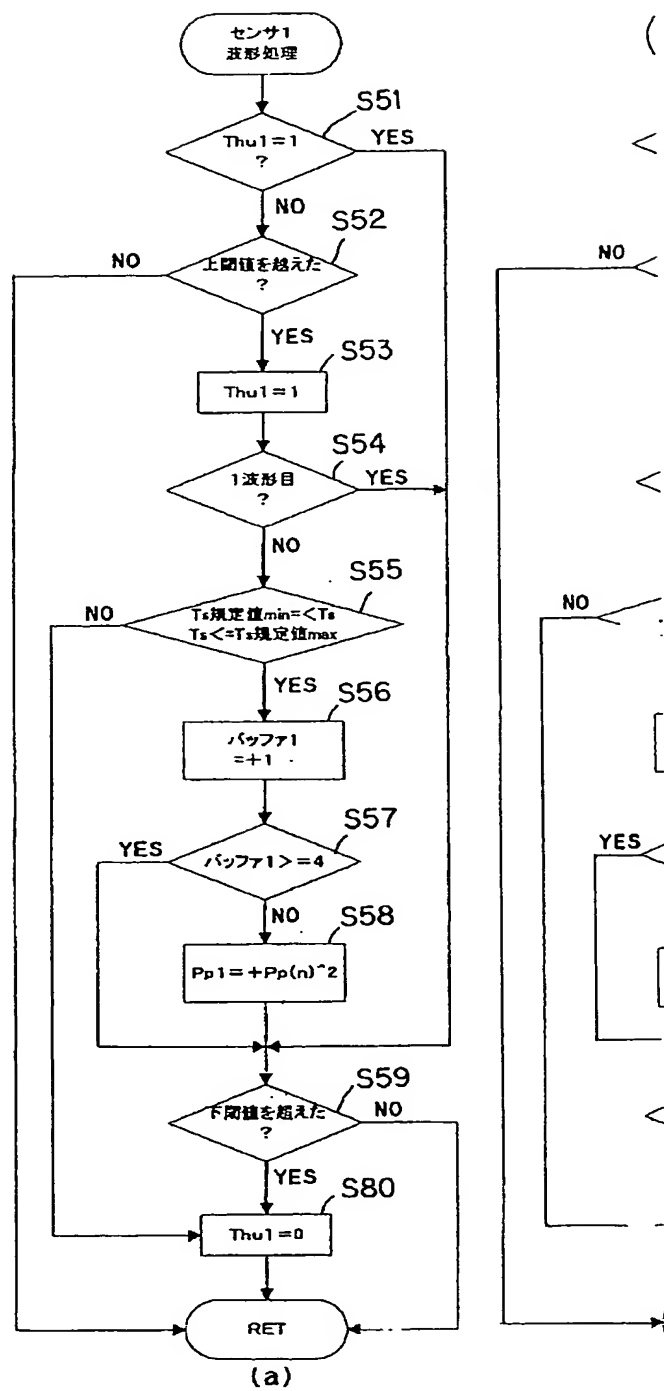 センサ1
波形処理
S51
Thu1=1
?
YES
NO
S52
上閾値を越えた
?
NO
YES
S53
Thu1=1
S54
1波形目
?
YES
NO
S55
Ts規定値min=<Ts
Ts<=Ts規定値max
NO
YES
S56
バッファ1
=+1
S57
バッファ1>=4
YES
NO
S58
Pp1=+Pp(n)^2
S59
下閾値を超えた
?
NO
YES
S80
Thu1=0
RET
(a)
(
NO
NO
YES